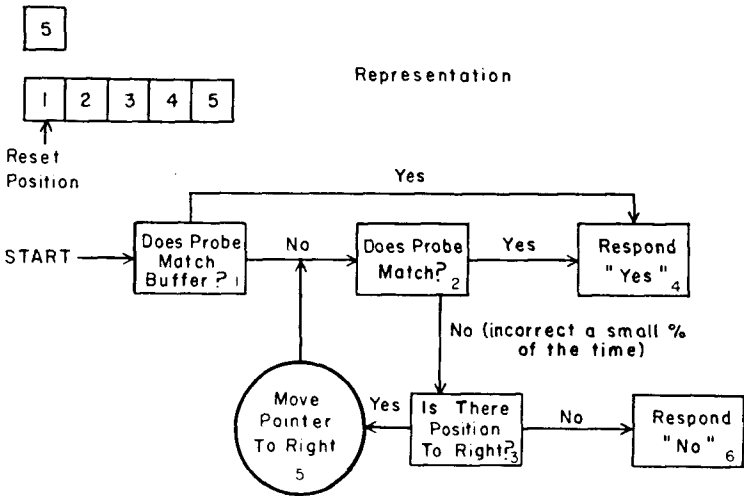 5
Representation
1 2 3 4 5
Reset
Position
Yes
START
Does Probe
Match
Buffer? 1
No
Does Probe
Match? 2
Yes
Respond
"Yes" 4
No (incorrect a small %
of the time)
Move
Pointer
To Right
5
Yes
Is There
Position
To Right? 3
No
Respond
"No" 6